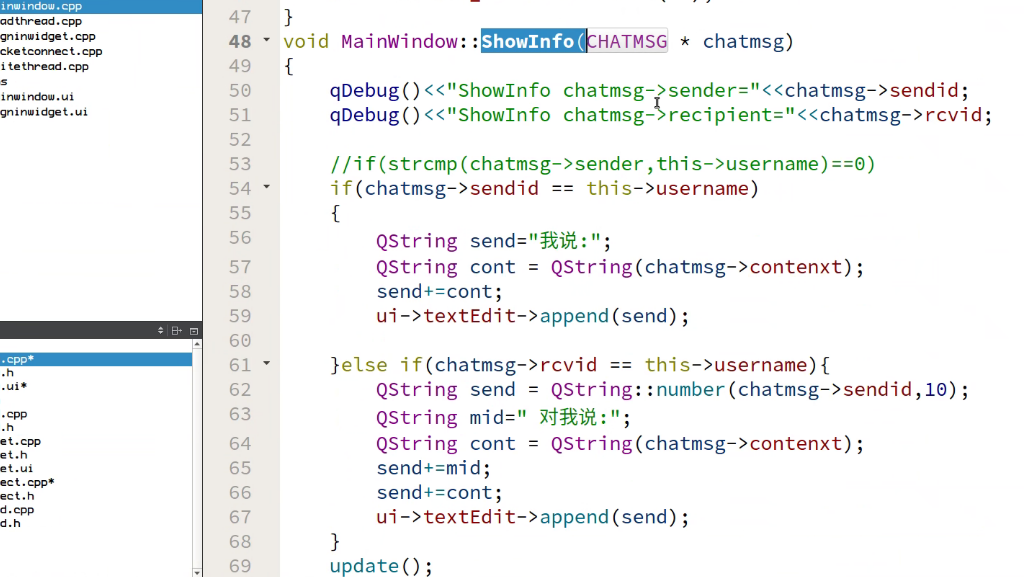 inwindow.cpp
adthread.cpp
gninwidget.cpp
cketconnect.cpp
itethread.cpp
s
inwindow.ui
gninwidget.ui
.cpp*
.h
.ui*
.cpp
.h
et.cpp
et.h
et.ui
ect.cpp*
ect.h
d.cpp
d.h
47 }
48 void MainWindow::ShowInfo(CHATMSG * chatmsg)
49 {
50 qDebug()<<"ShowInfo chatmsg->sender="<<chatmsg->sendid;
51 qDebug()<<"ShowInfo chatmsg->recipient="<<chatmsg->rcvid;
52
53 //if(strcmp(chatmsg->sender,this->username)==0)
54 if(chatmsg->sendid == this->username)
55 {
56 QString send="我说:";
57 QString cont = QString(chatmsg->contenxt);
58 send+=cont;
59 ui->textEdit->append(send);
60
61 }else if(chatmsg->rcvid == this->username){
62 QString send = QString::number(chatmsg->sendid,10);
63 QString mid=" 对我说:";
64 QString cont = QString(chatmsg->contenxt);
65 send+=mid;
66 send+=cont;
67 ui->textEdit->append(send);
68 }
69 update();